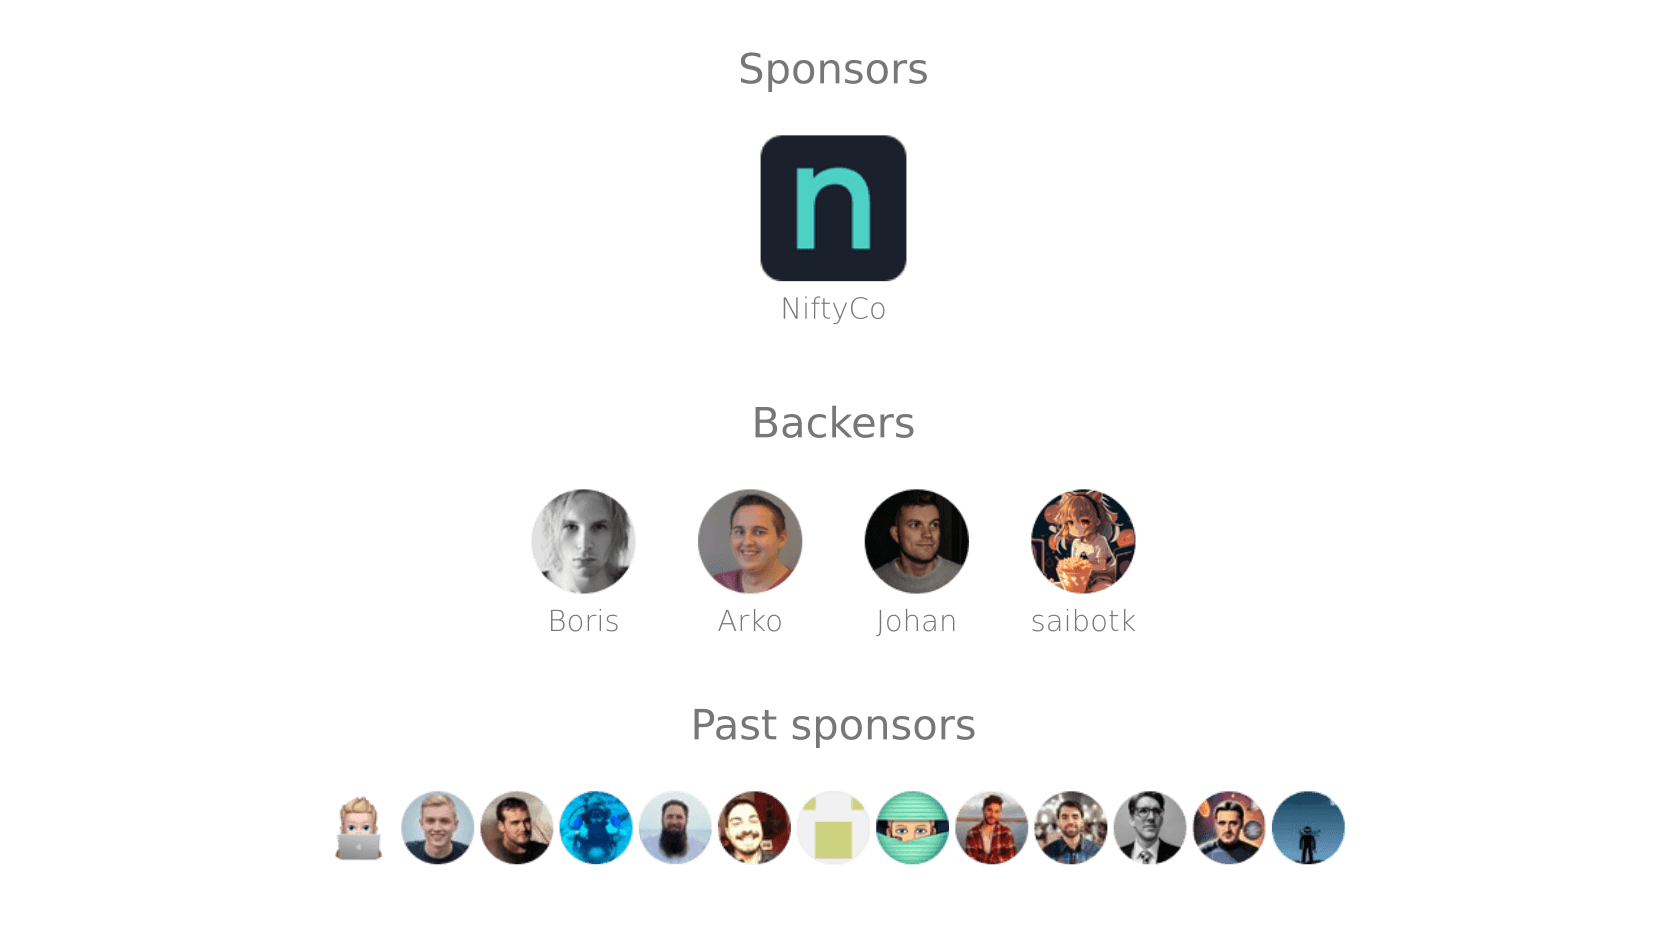 Sponsors
n
NiftyCo
Backers
Boris Arko Johan saibotk
Past sponsors